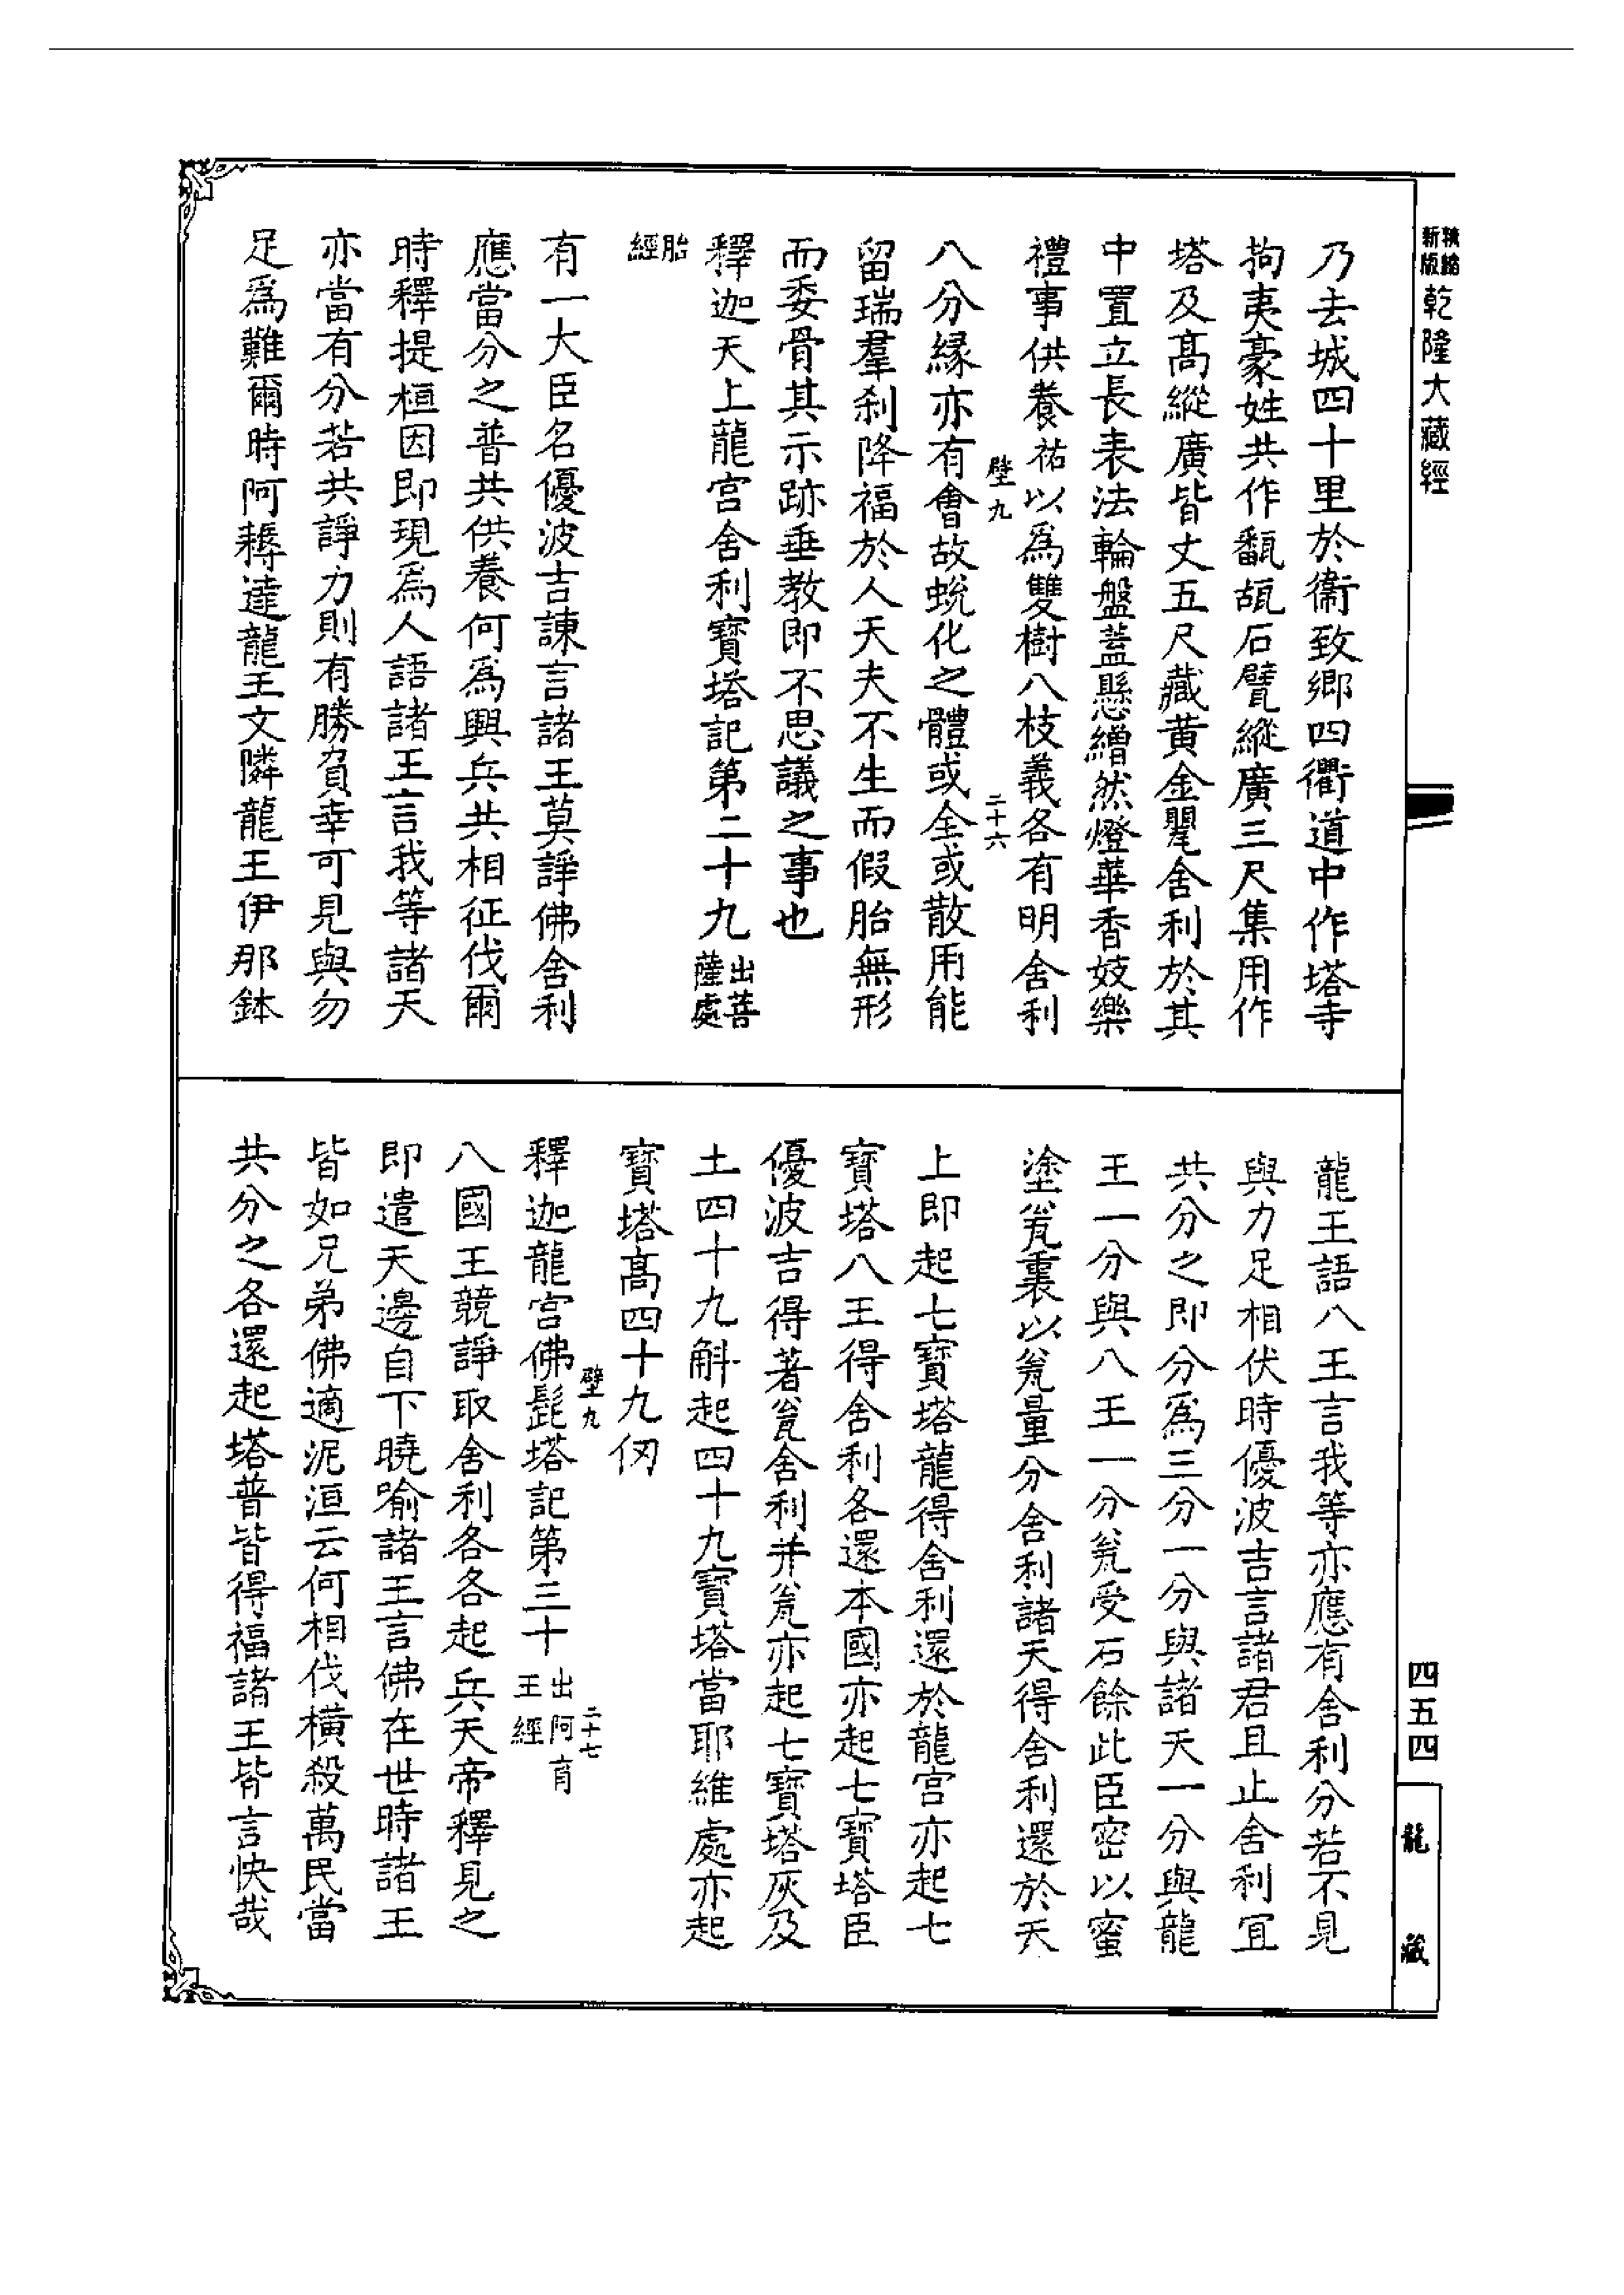 精縮新版乾隆大藏經
乃去城四十里於衞致鄉四衢道中作塔寺
拘夷豪姓共作甎瓳石甓縱廣三尺集用作
塔及高縱廣皆丈五尺藏黄金甖舍利於其
中置立長表法輪盤蓋懸繒然燈華香妓樂
禮事供養祐以爲雙樹八枝義各有明舍利
壁九
二十六
八分緣亦有會故蛻化之體或全或散用能
留瑞羣刹降福於人天夫不生而假胎無形
而委骨其示跡垂教即不思議之事也
釋迦天上龍宮舍利寶塔記第二十九出菩薩處
胎經
有一大臣名優波吉諫言諸王莫諍佛舍利
應當分之普共供養何爲興兵共相征伐爾
時釋提桓因即現爲人語諸王言我等諸天
亦當有分若共諍力則有勝負幸可見與勿
足爲難爾時阿耨達龍王文隣龍王伊那鉢
龍王語八王言我等亦應有舍利分若不見
與力足相伏時優波吉言諸君且止舍利宜
共分之即分爲三分一分與諸天一分與龍
王一分與八王一分甕受石餘此臣密以蜜
塗甕裏以甕量分舍利諸天得舍利還於天
上即起七寶塔龍得舍利還於龍宮亦起七
寶塔八王得舍利各還本國亦起七寶塔臣
優波吉得著甕舍利并甕亦起七寶塔灰及
土四十九斛起四十九寶塔當耶維處亦起
寶塔高四十九仞
壁九
二十七
釋迦龍宮佛髭塔記第三十出阿育王經
八國王競諍取舍利各各起兵天帝釋見之
即遣天邊自下曉喻諸王言佛在世時諸王
皆如兄弟佛適泥洹云何相伐橫殺萬民當
共分之各還起塔普皆得福諸王皆言快哉
四五四
龍藏